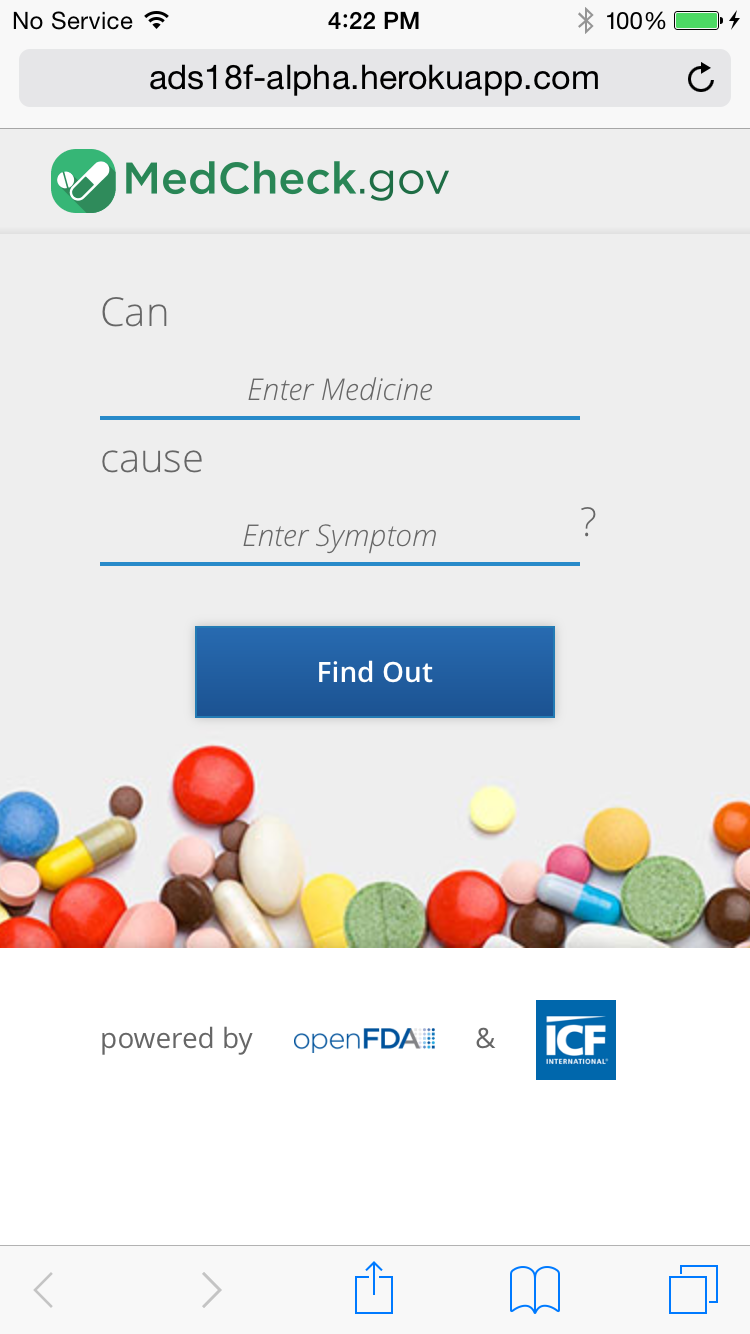 No Service 4:22 PM 100%
ads18f-alpha.herokuapp.com
MedCheck.gov
Can
Enter Medicine
cause
Enter Symptom ?
Find Out
powered by openFDA & ICF
INTERNATIONAL